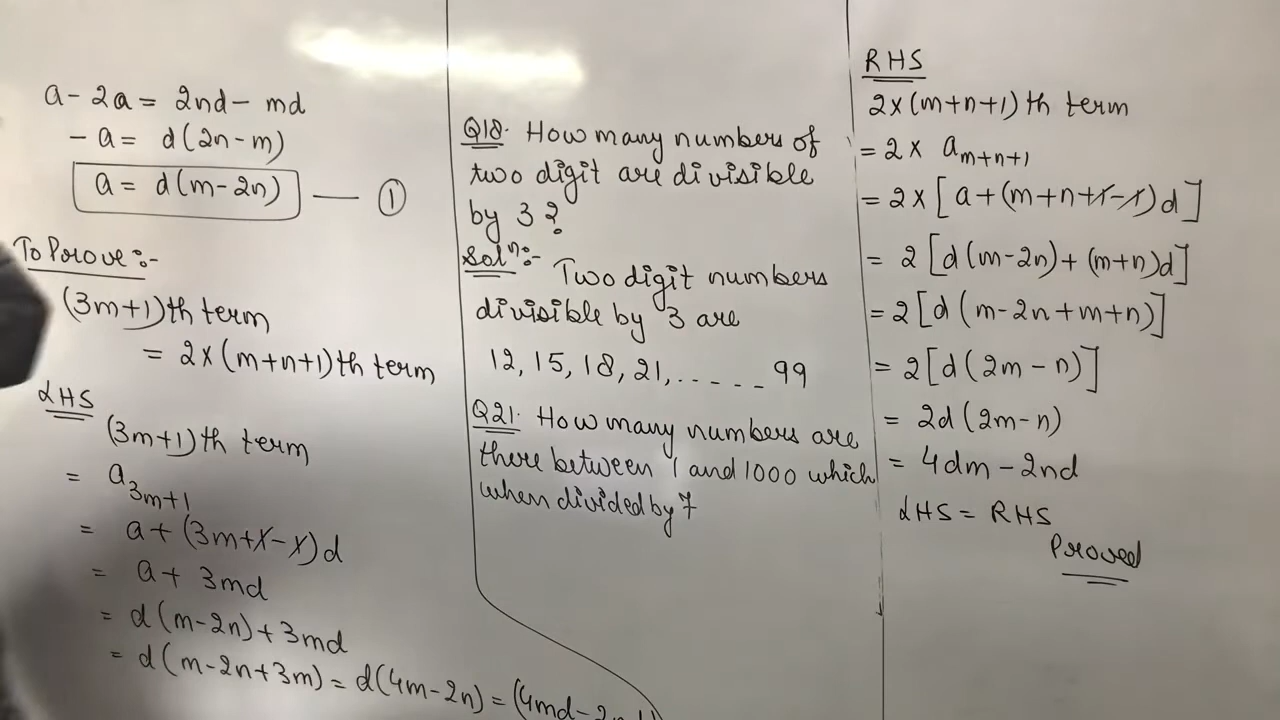 a - 2a = 2nd - md
- a = d(2n - m)
a = d(m - 2n) —— ①
To Prove :-
(3m+1)th term
= 2×(m+n+1)th term
LHS
(3m+1)th term
= a₃ₘ₊₁
= a + (3m+1-1)d
= a + 3md
= d(m-2n) + 3md
= d(m-2n+3m) = d(4m-2n) = (4md-
Q18. How many numbers of
two digit are divisible
by 3 ?
Solⁿ:- Two digit numbers
divisible by 3 are
12, 15, 18, 21, ..... 99
Q21. How many numbers are
there between 1 and 1000 which
when divided by 7
RHS
2×(m+n+1)th term
= 2 × aₘ₊ₙ₊₁
= 2×[a+(m+n+1-1)d]
= 2[d(m-2n)+(m+n)d]
= 2[d(m-2n+m+n)]
= 2[d(2m-n)]
= 2d(2m-n)
= 4dm - 2nd
LHS = RHS
Proved